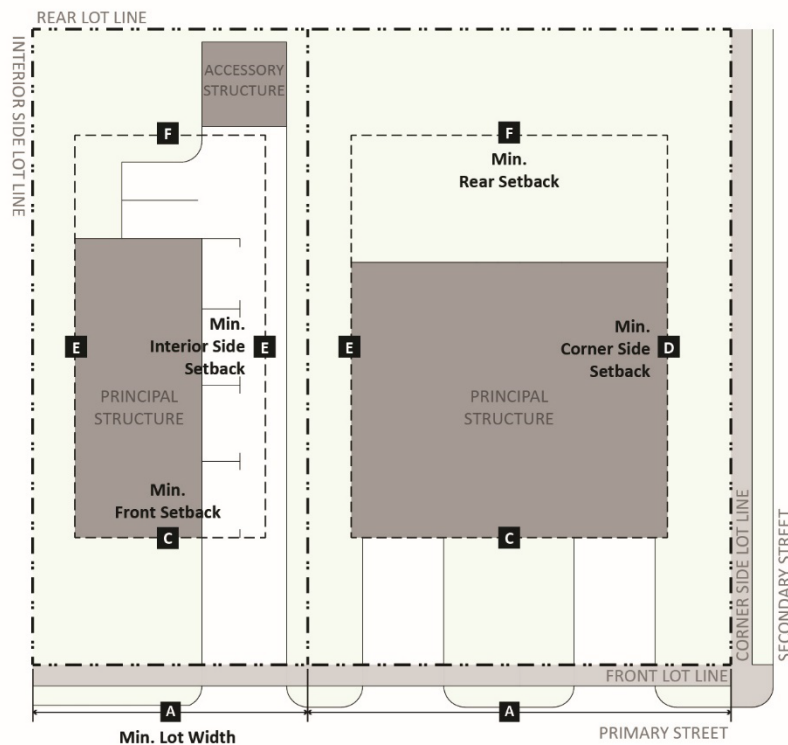 REAR LOT LINE
INTERIOR SIDE LOT LINE
ACCESSORY
STRUCTURE
F
F
Min.
Rear Setback
E
Min.
Interior Side
Setback
E
E
Min.
Corner Side
Setback
D
PRINCIPAL
STRUCTURE
PRINCIPAL
STRUCTURE
Min.
Front Setback
C
C
CORNER SIDE LOT LINE
SECONDARY STREET
FRONT LOT LINE
A
A
Min. Lot Width
PRIMARY STREET